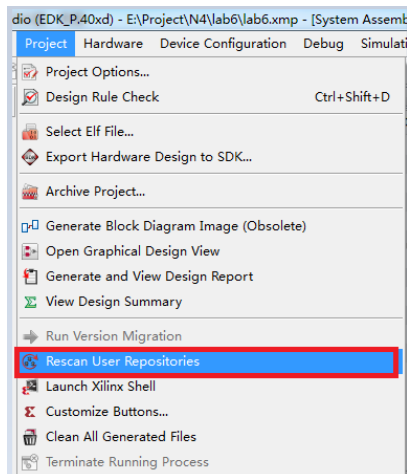 dio (EDK_P.40xd) - E:\Project\N4\lab6\lab6.xmp - [System Assemb
Project Hardware Device Configuration Debug Simulati
Project Options...
Design Rule Check Ctrl+Shift+D
Select Elf File...
Export Hardware Design to SDK...
Archive Project...
Generate Block Diagram Image (Obsolete)
Open Graphical Design View
Generate and View Design Report
View Design Summary
Run Version Migration
Rescan User Repositories
Launch Xilinx Shell
Customize Buttons...
Clean All Generated Files
Terminate Running Process